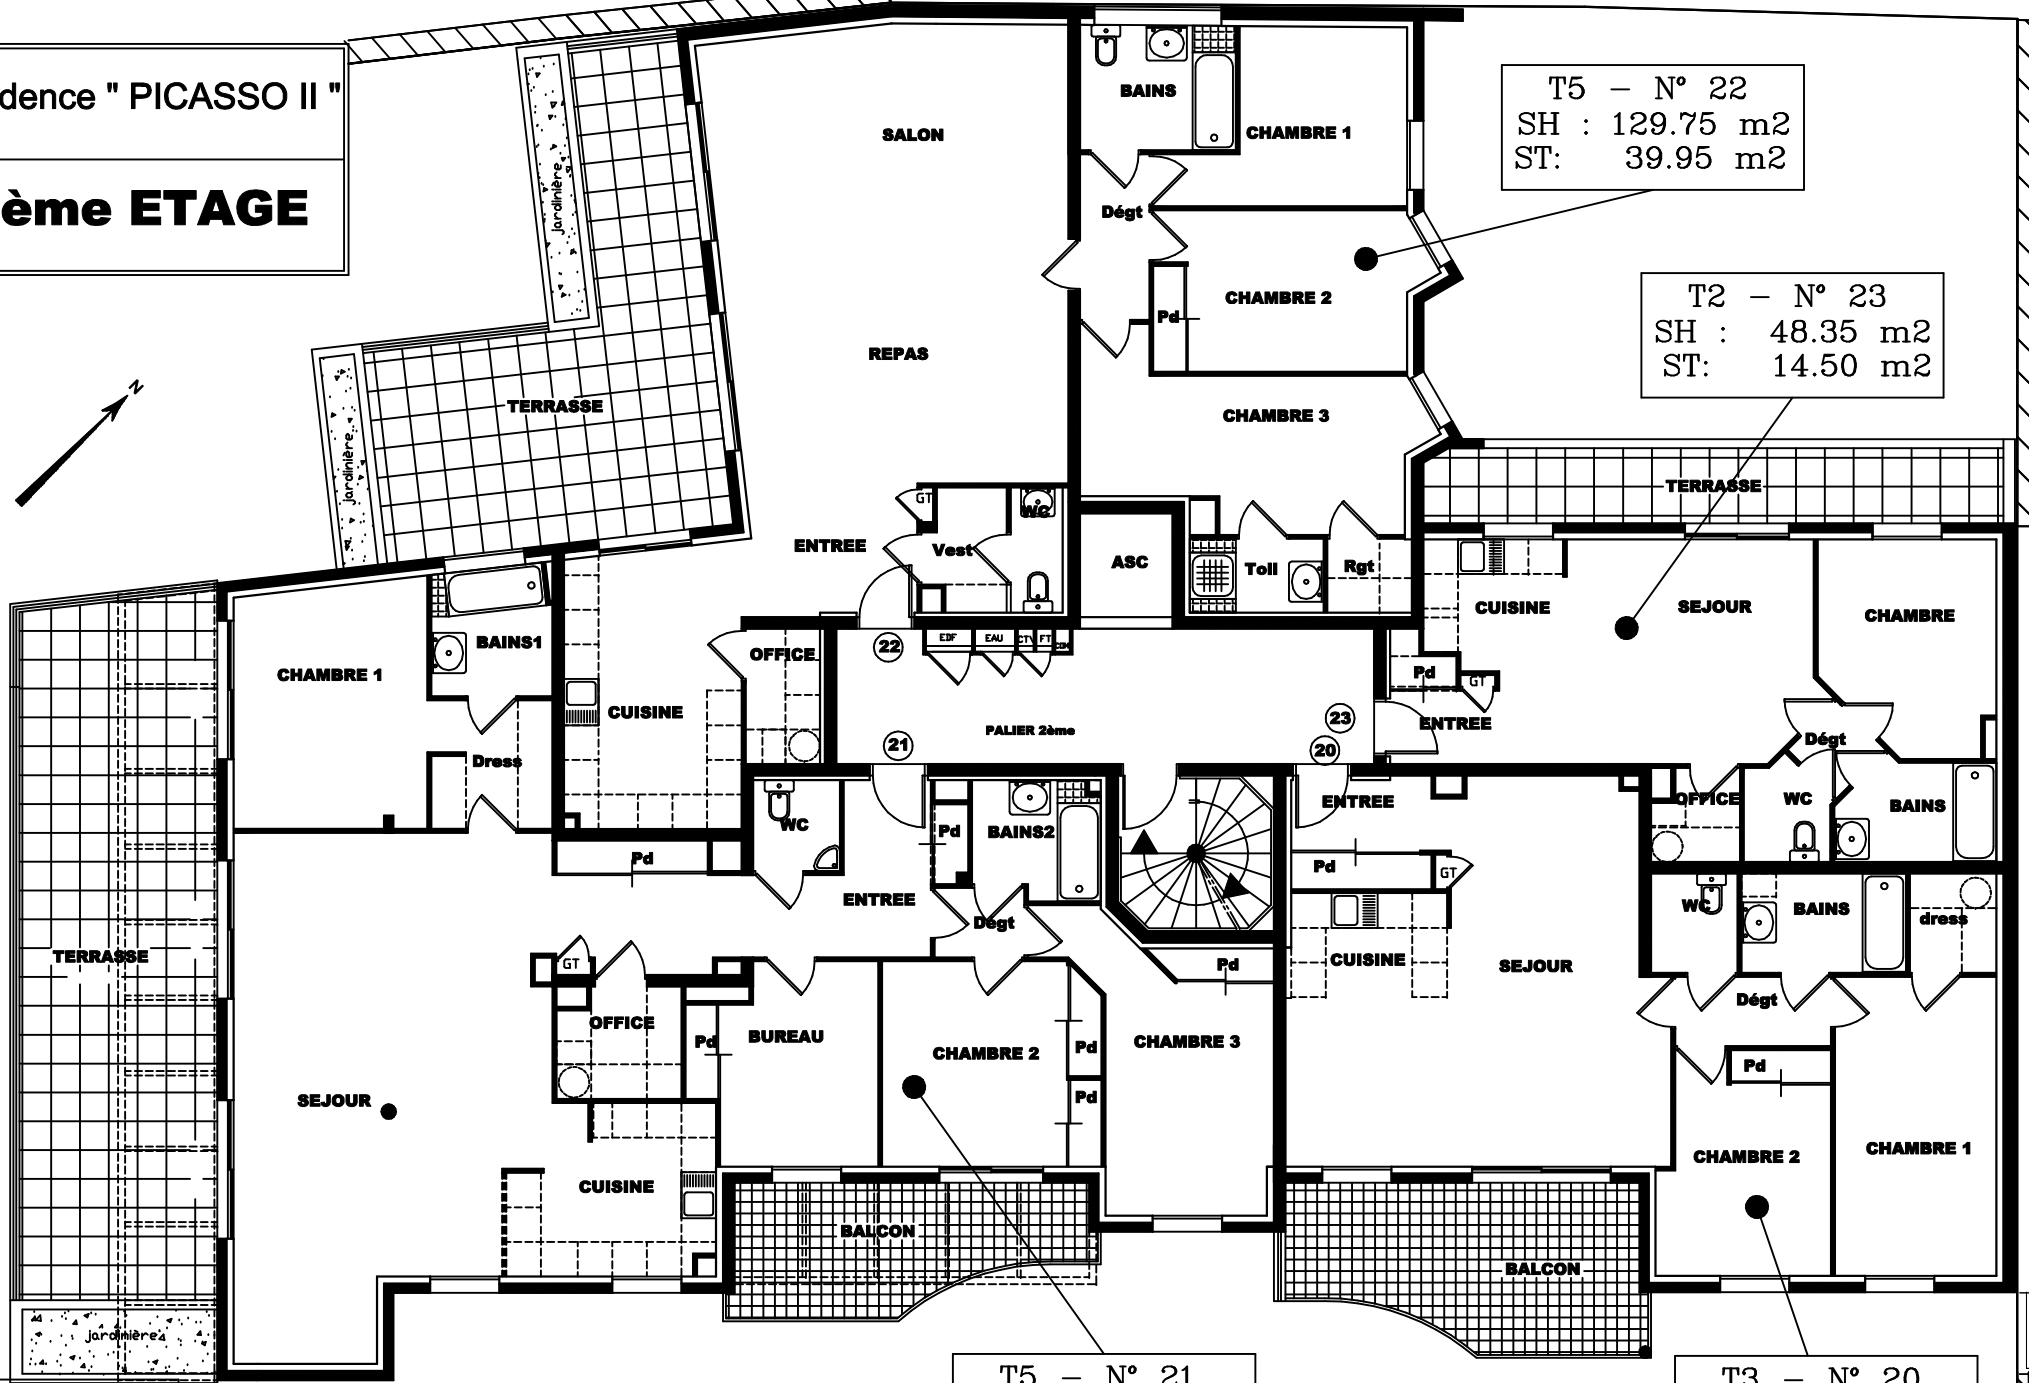 dence " PICASSO II "
ème ETAGE
N
T5 - N° 22
SH : 129.75 m2
ST: 39.95 m2
T2 - N° 23
SH : 48.35 m2
ST: 14.50 m2
BAINS
CHAMBRE 1
SALON
jardinière
Dégt
CHAMBRE 2
Pd
REPAS
TERRASSE
CHAMBRE 3
jardinière
TERRASSE
GT
WC
ENTREE
Vest
ASC
Toil
Rgt
CUISINE
SEJOUR
CHAMBRE
BAINS1
EDF
EAU
CTV
FT
22
OFFICE
CHAMBRE 1
Pd
GT
CUISINE
23
ENTREE
PALIER 2ème
21
20
Dégt
Dress
ENTREE
OFFICE
WC
BAINS
WC
Pd
BAINS2
Pd
Pd
GT
ENTREE
WC
BAINS
dress
Dégt
TERRASSE
GT
Pd
CUISINE
SEJOUR
Dégt
OFFICE
Pd
BUREAU
CHAMBRE 2
Pd
CHAMBRE 3
Pd
Pd
SEJOUR
CHAMBRE 2
CHAMBRE 1
CUISINE
BALCON
BALCON
jardinière
T5 - N° 21
T3 - N° 20